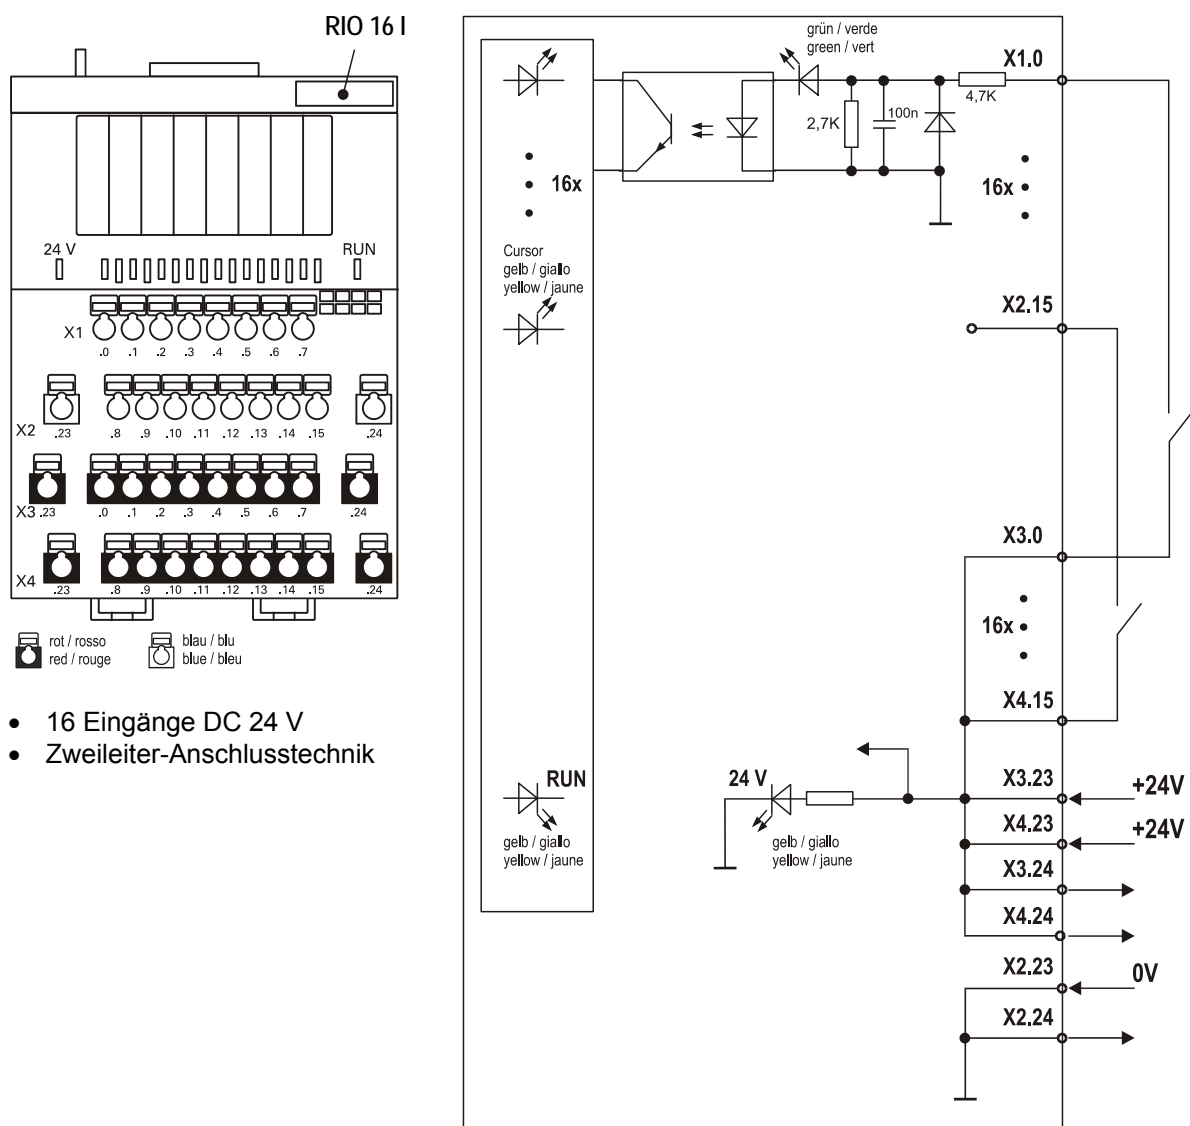 RIO 16 I
24 V RUN
X1
.0 .1 .2 .3 .4 .5 .6 .7
X2 .23 .8 .9 .10 .11 .12 .13 .14 .15 .24
X3 .23 .0 .1 .2 .3 .4 .5 .6 .7 .24
X4 .23 .8 .9 .10 .11 .12 .13 .14 .15 .24
rot / rosso
red / rouge
blau / blu
blue / bleu
• 16 Eingänge DC 24 V
• Zweileiter-Anschlusstechnik
grün / verde
green / vert
X1.0
4,7K
2,7K
100n
16x
16x
Cursor
gelb / giallo
yellow / jaune
X2.15
X3.0
16x
X4.15
RUN
gelb / giallo
yellow / jaune
24 V
gelb / giallo
yellow / jaune
X3.23
+24V
X4.23
+24V
X3.24
X4.24
X2.23
0V
X2.24